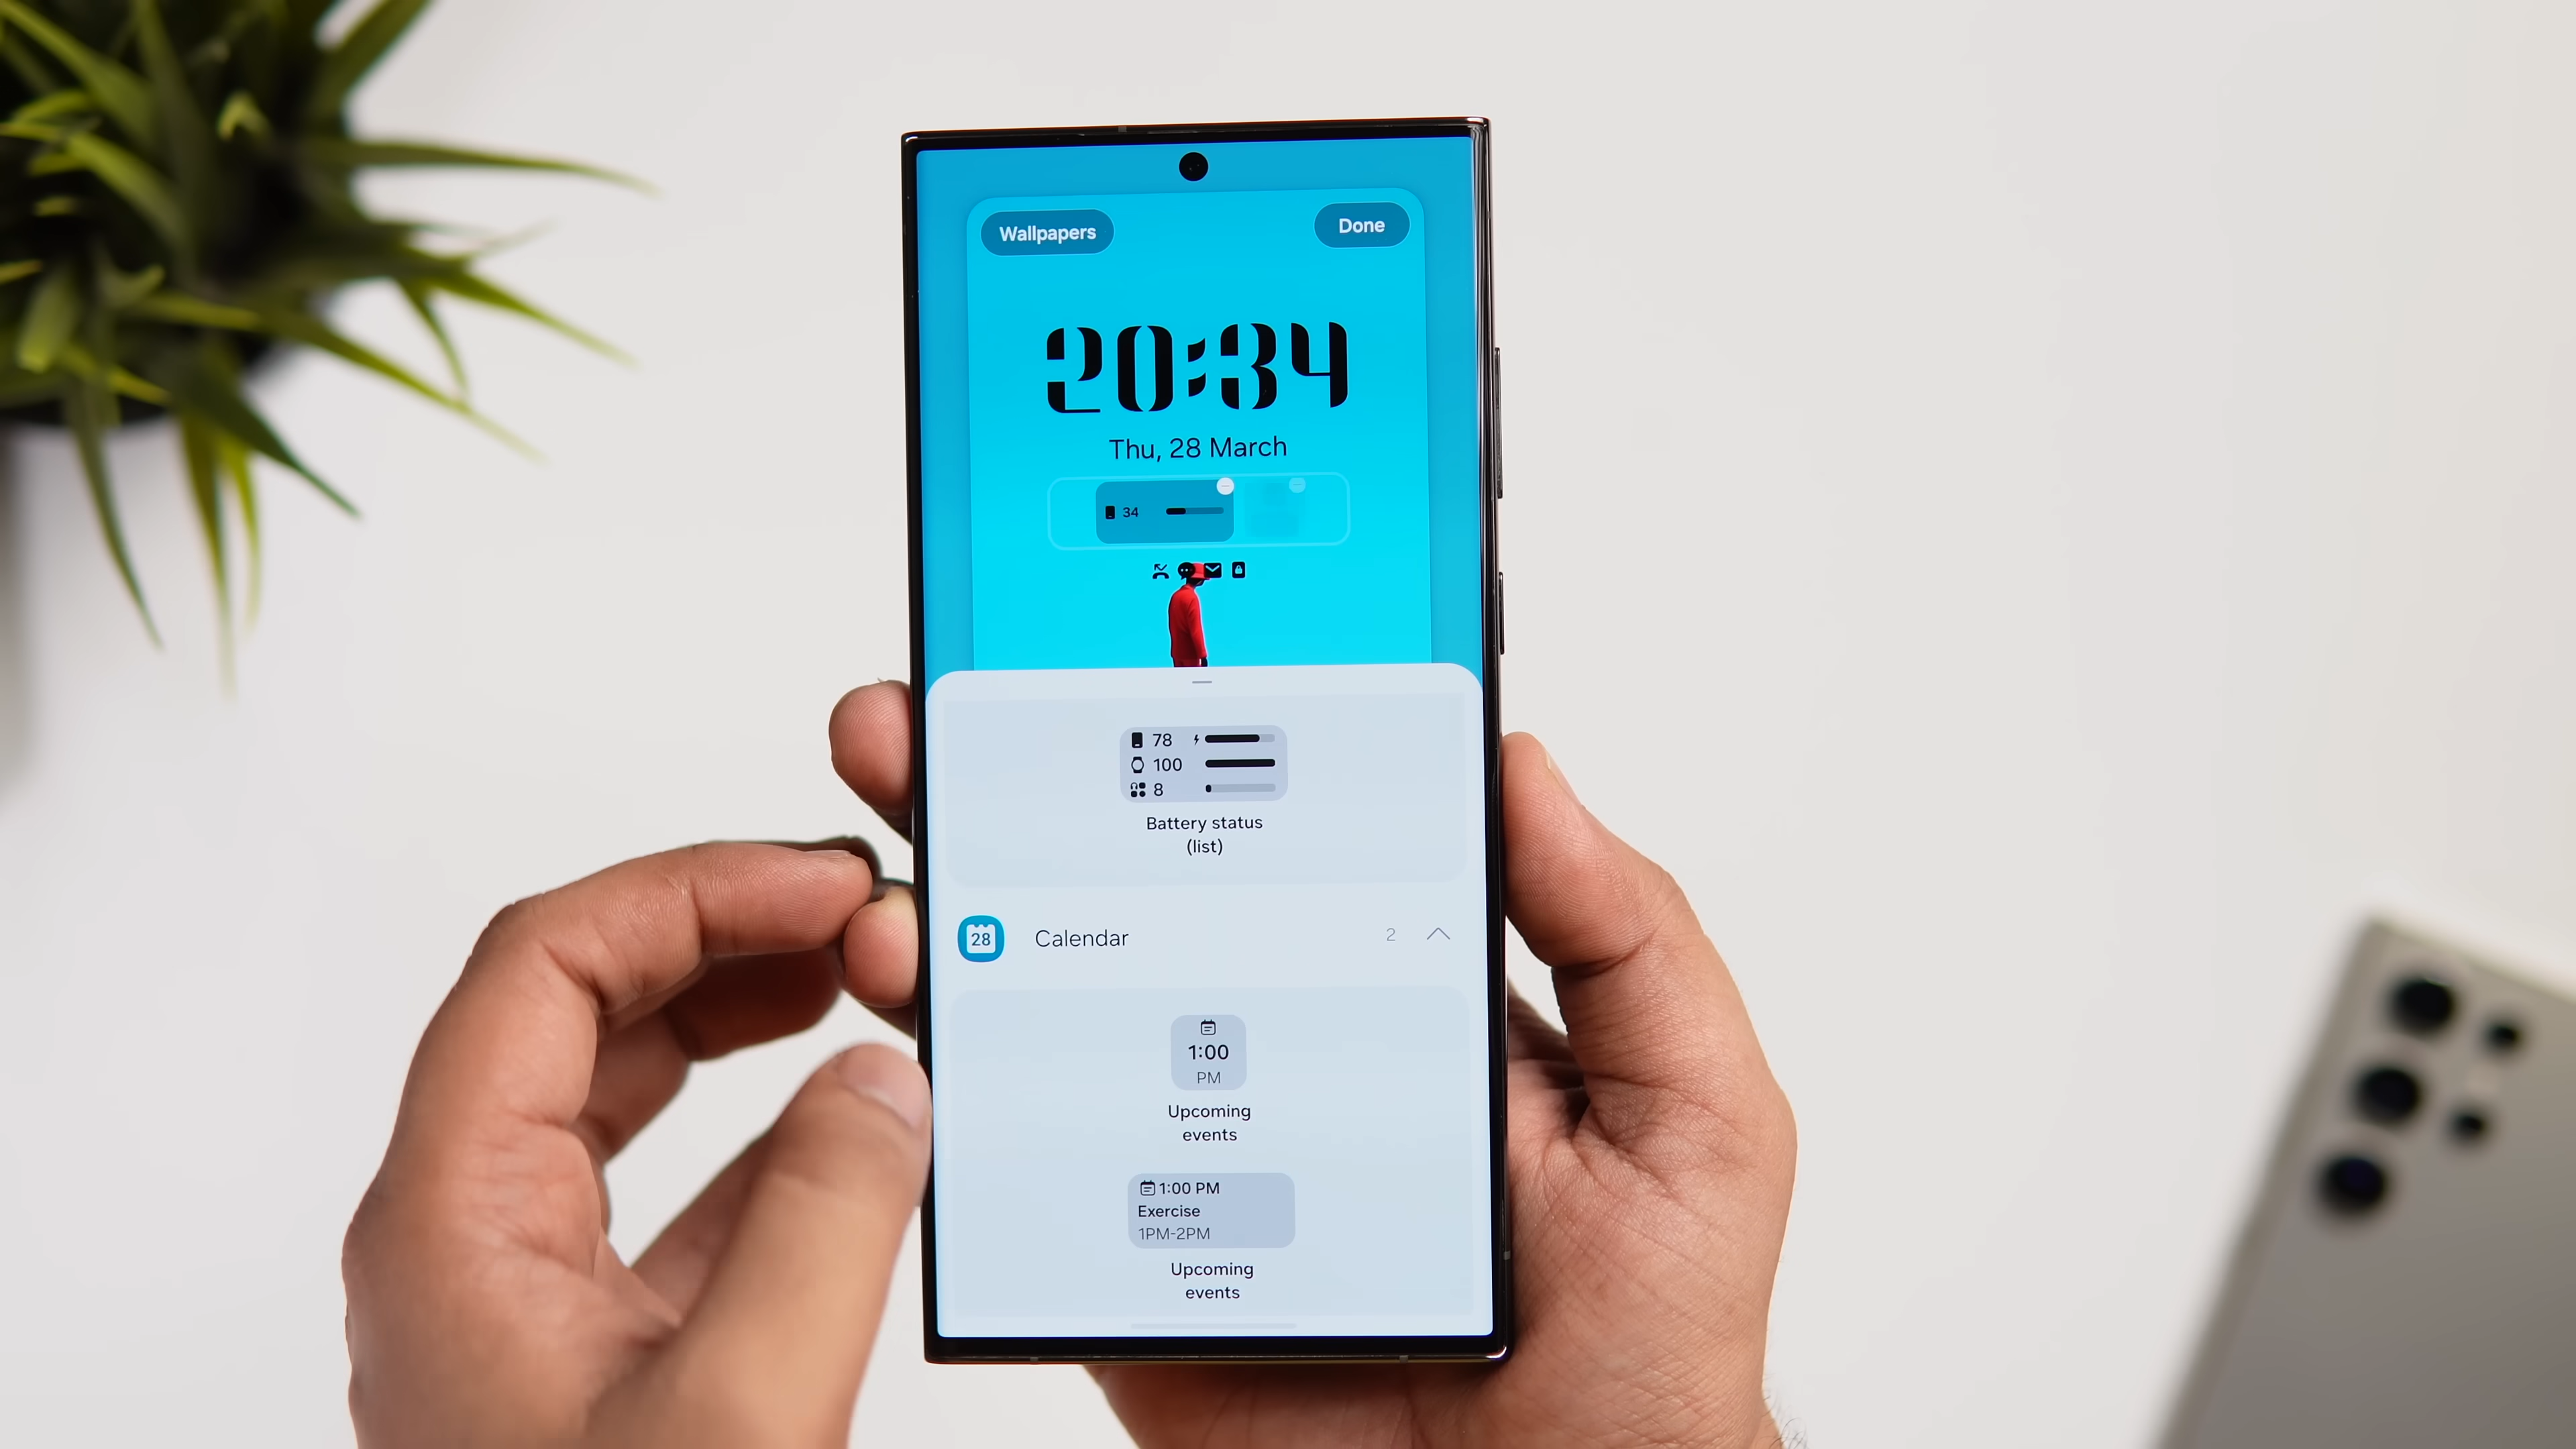 Wallpapers
Done
20:34
Thu, 28 March
34
78
100
8
Battery status
(list)
28
Calendar
2
1:00
PM
Upcoming
events
1:00 PM
Exercise
1PM-2PM
Upcoming
events